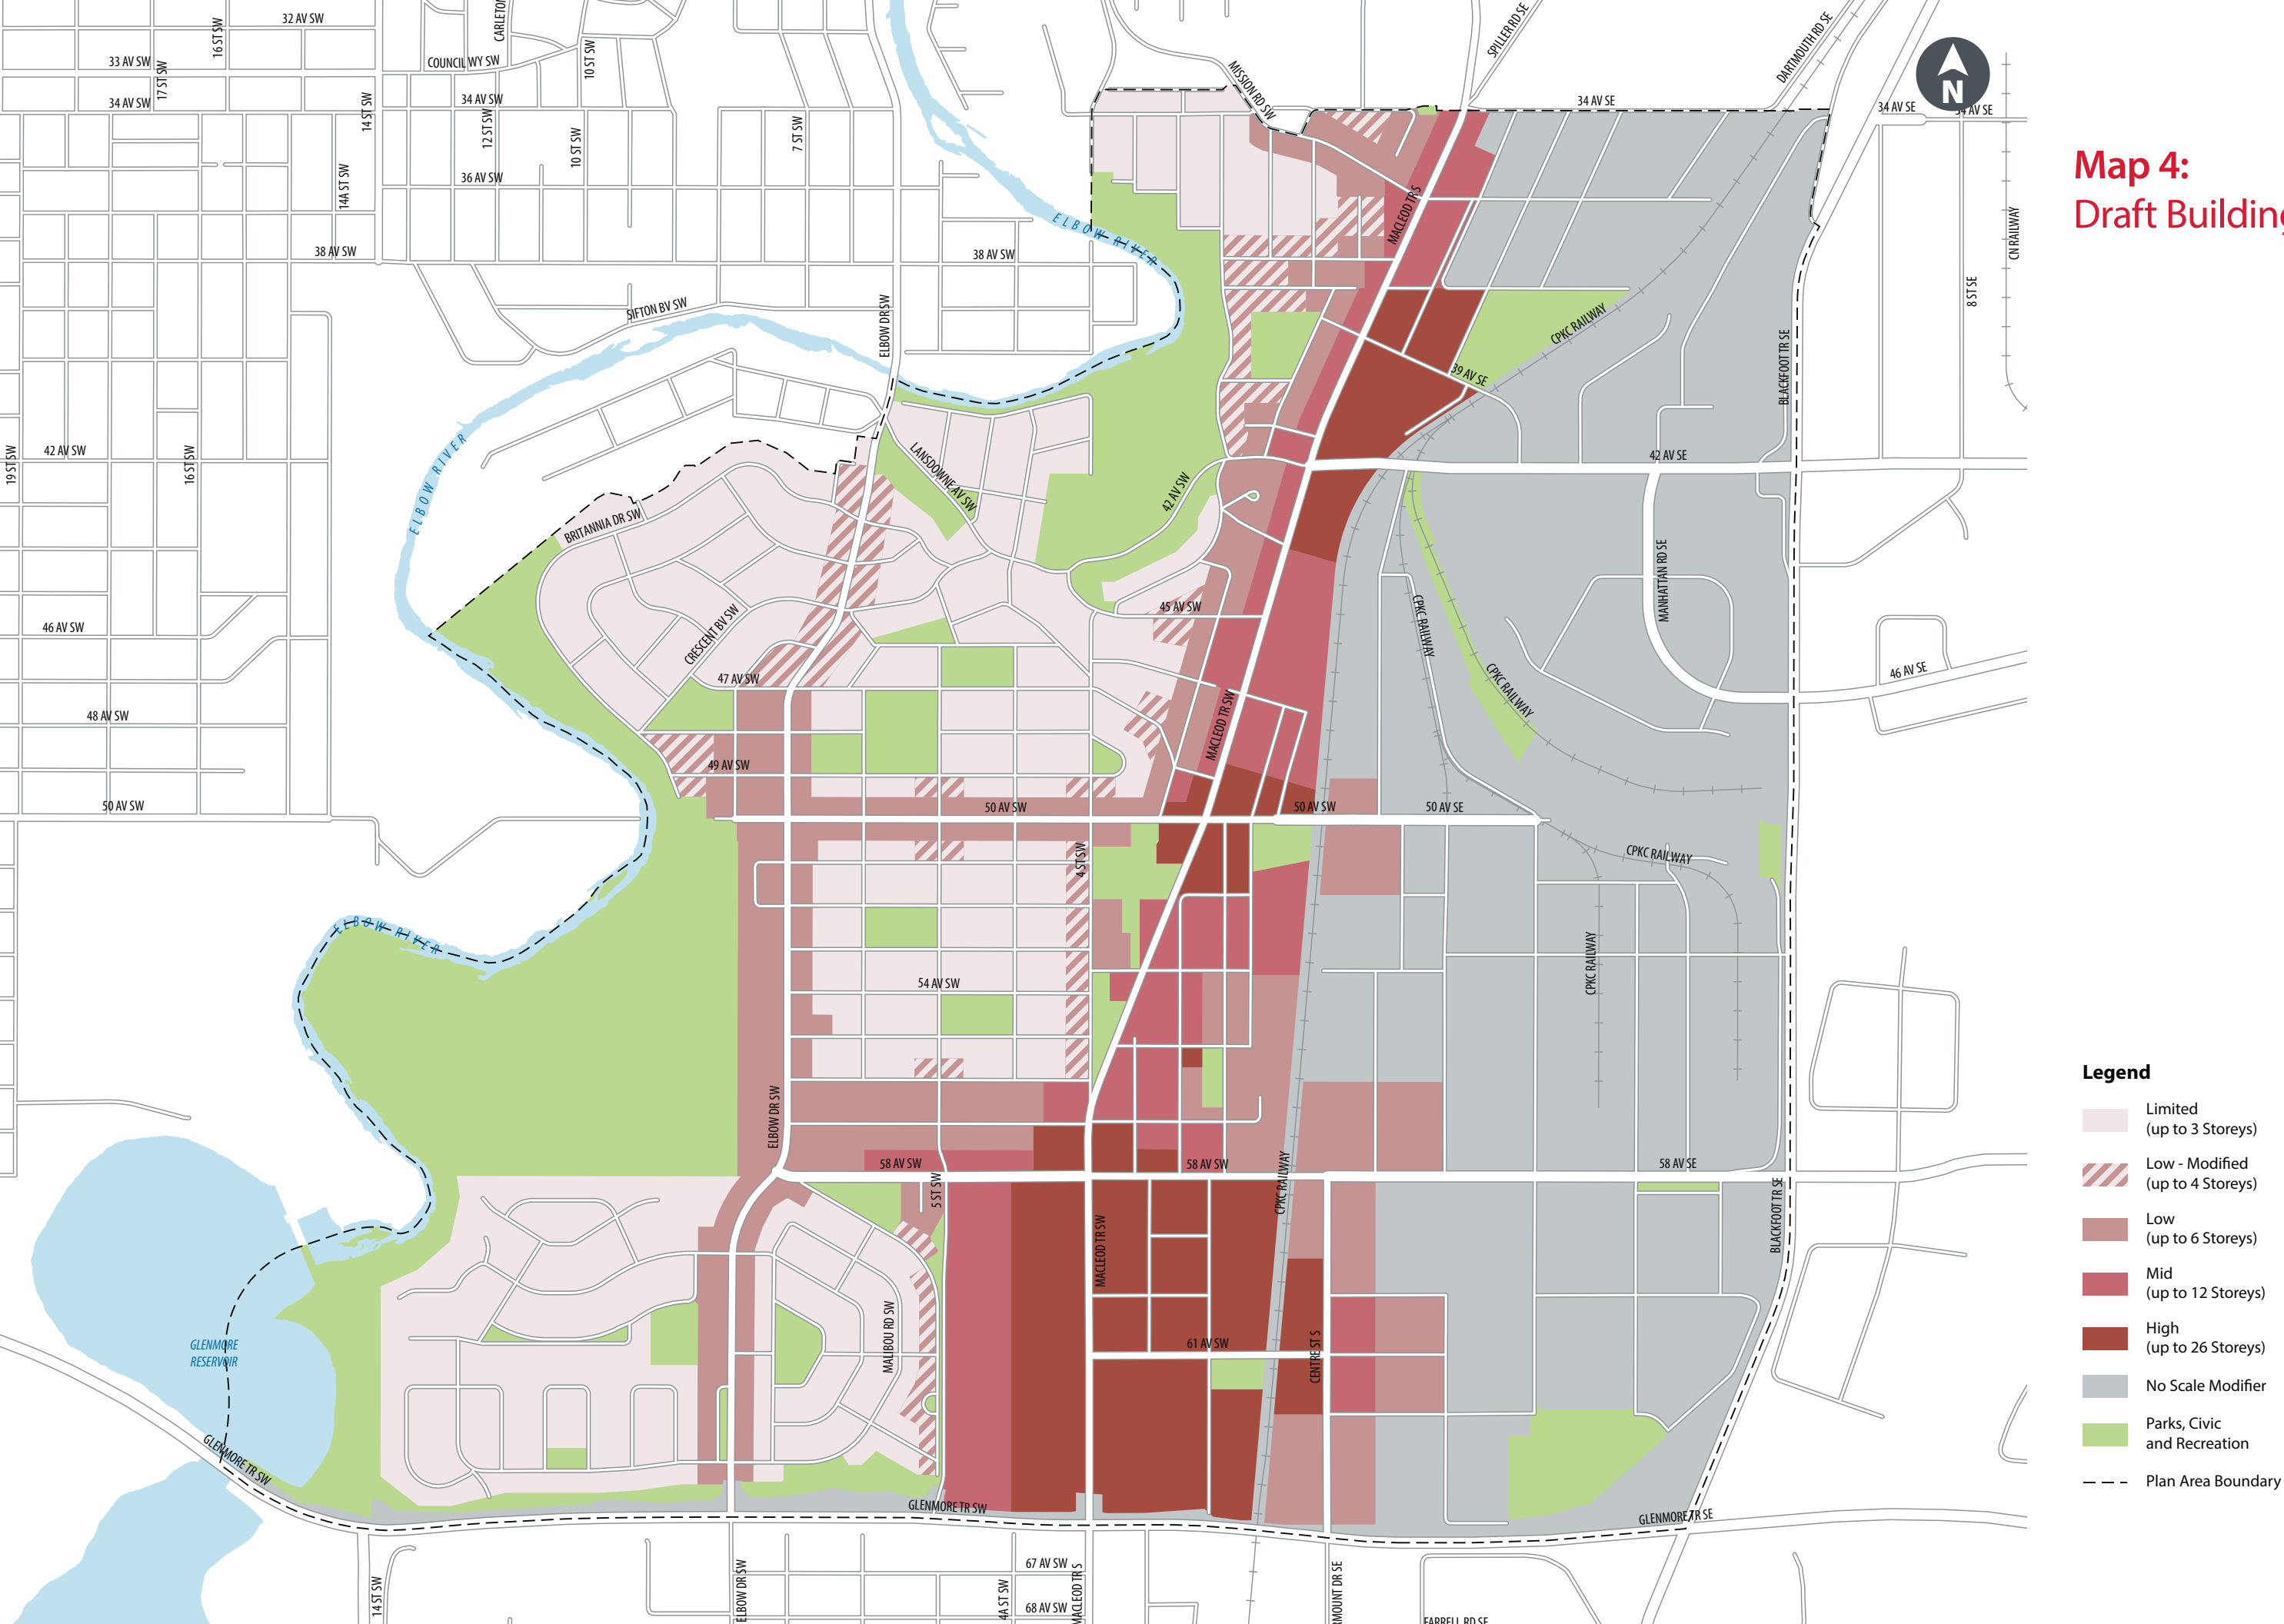 32 AV SW
16 ST SW
CARLETO
SPILLER RD SE
DARTMOUTH RD SE
33 AV SW
17 ST SW
COUNCIL WY SW
10 ST SW
MISSION RD SW
N
34 AV SW
14 ST SW
34 AV SW
12 ST SW
10 ST SW
7 ST SW
34 AV SE
34 AV SE
34 AV SE
Map 4:
Draft Building
14A ST SW
36 AV SW
MACLEOD TR S
ELBOW RIVER
CN RAILWAY
38 AV SW
38 AV SW
8 ST SE
SIFTON BV SW
ELBOW DR SW
CPKC RAILWAY
BLACKFOOT TR SE
39 AV SE
19 ST SW
42 AV SW
16 ST SW
ELBOW RIVER
LANSDOWNE AV SW
42 AV SW
42 AV SE
BRITANNIA DR SW
MANHATTAN RD SE
46 AV SW
CRESCENT BV SW
45 AV SW
CPKC RAILWAY
CPKC RAILWAY
46 AV SE
47 AV SW
48 AV SW
MACLEOD TR SW
49 AV SW
50 AV SW
50 AV SW
50 AV SW
50 AV SE
4 ST SW
CPKC RAILWAY
ELBOW RIVER
CPKC RAILWAY
54 AV SW
ELBOW DR SW
58 AV SW
5 ST SW
58 AV SW
CPKC RAILWAY
58 AV SE
BLACKFOOT TR SE
MACLEOD TR SW
MALIBOU RD SW
61 AV SW
CENTRE ST S
GLENMORE
RESERVOIR
GLENMORE TR SW
GLENMORE TR SW
GLENMORE TR SE
14 ST SW
ELBOW DR SW
67 AV SW
4A ST SW
68 AV SW
MACLEOD TR S
RMOUNT DR SE
FARRELL RD SE
Legend
Limited
(up to 3 Storeys)
Low - Modified
(up to 4 Storeys)
Low
(up to 6 Storeys)
Mid
(up to 12 Storeys)
High
(up to 26 Storeys)
No Scale Modifier
Parks, Civic
and Recreation
Plan Area Boundary